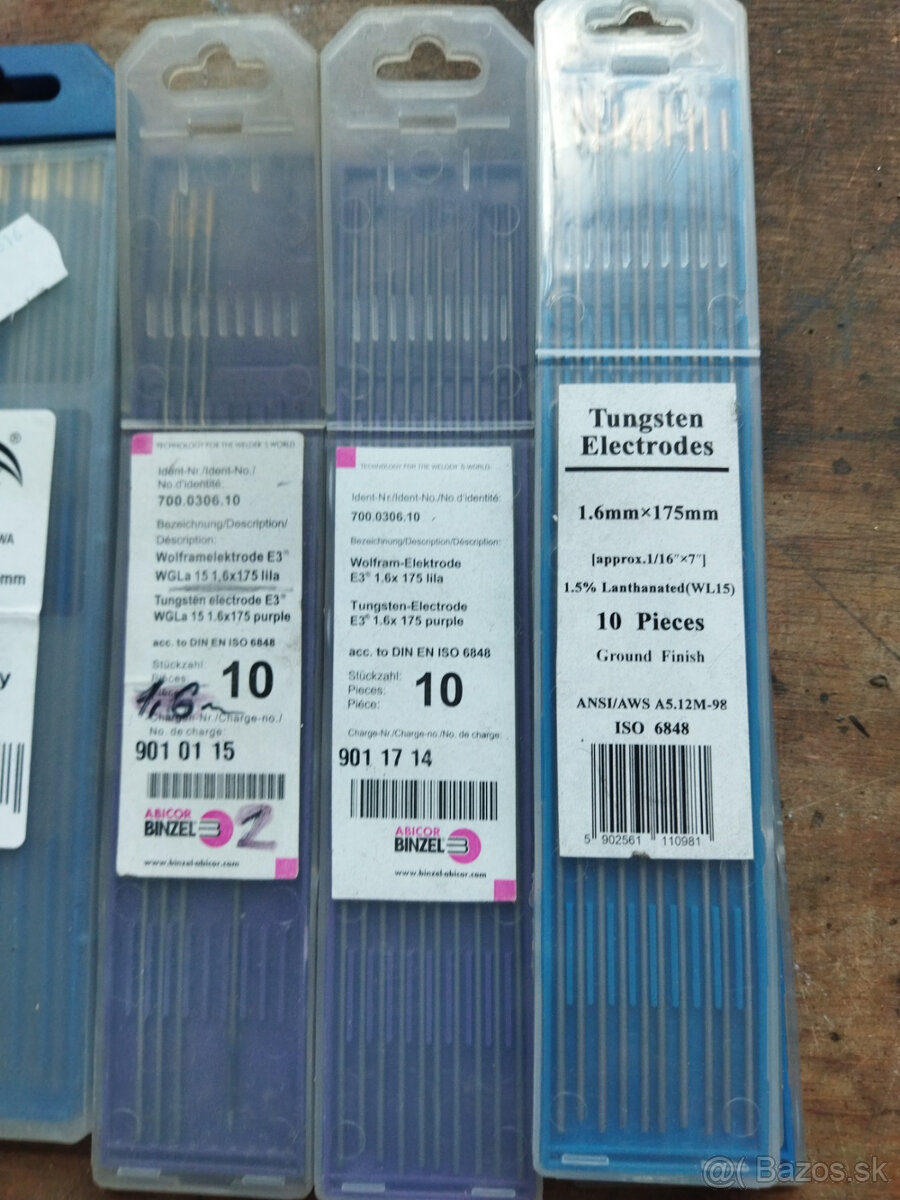 ®
WA
mm
y
TECHNOLOGY FOR THE WELDER'S WORLD
Ident-Nr./Ident-No./
No.d'identité:
700.0306.10
Bezeichnung/Description/
Déscription:
Wolframelektrode E3®
WGLa 15 1,6x175 lila
Tungsten electrode E3®
WGLa 15 1.6x175 purple
acc. to DIN EN ISO 6848
Stückzahl:
Pieces
10
1,6
Chargen-Nr./Charge-no./
No. de charge:
901 01 15
ABICOR
BINZEL
2
www.binzel-abicor.com
TECHNOLOGY FOR THE WELDER'S WORLD.
Ident-Nr./Ident-No./No.d'identité:
700.0306.10
Bezeichnung/Description/Déscription:
Wolfram-Elektrode
E3® 1.6x 175 lila
Tungsten-Electrode
E3® 1.6x 175 purple
acc. to DIN EN ISO 6848
Stückzahl:
Pieces:
Piéce:
10
Charge-Nr./Charge-no./No. de charge:
901 17 14
ABICOR
BINZEL
www.binzel-abicor.com
Tungsten
Electrodes
1.6mm×175mm
[approx.1/16"×7"]
1.5% Lanthanated(WL15)
10 Pieces
Ground Finish
ANSI/AWS A5.12M-98
ISO 6848
5 902561 110981
@ Bazos.sk